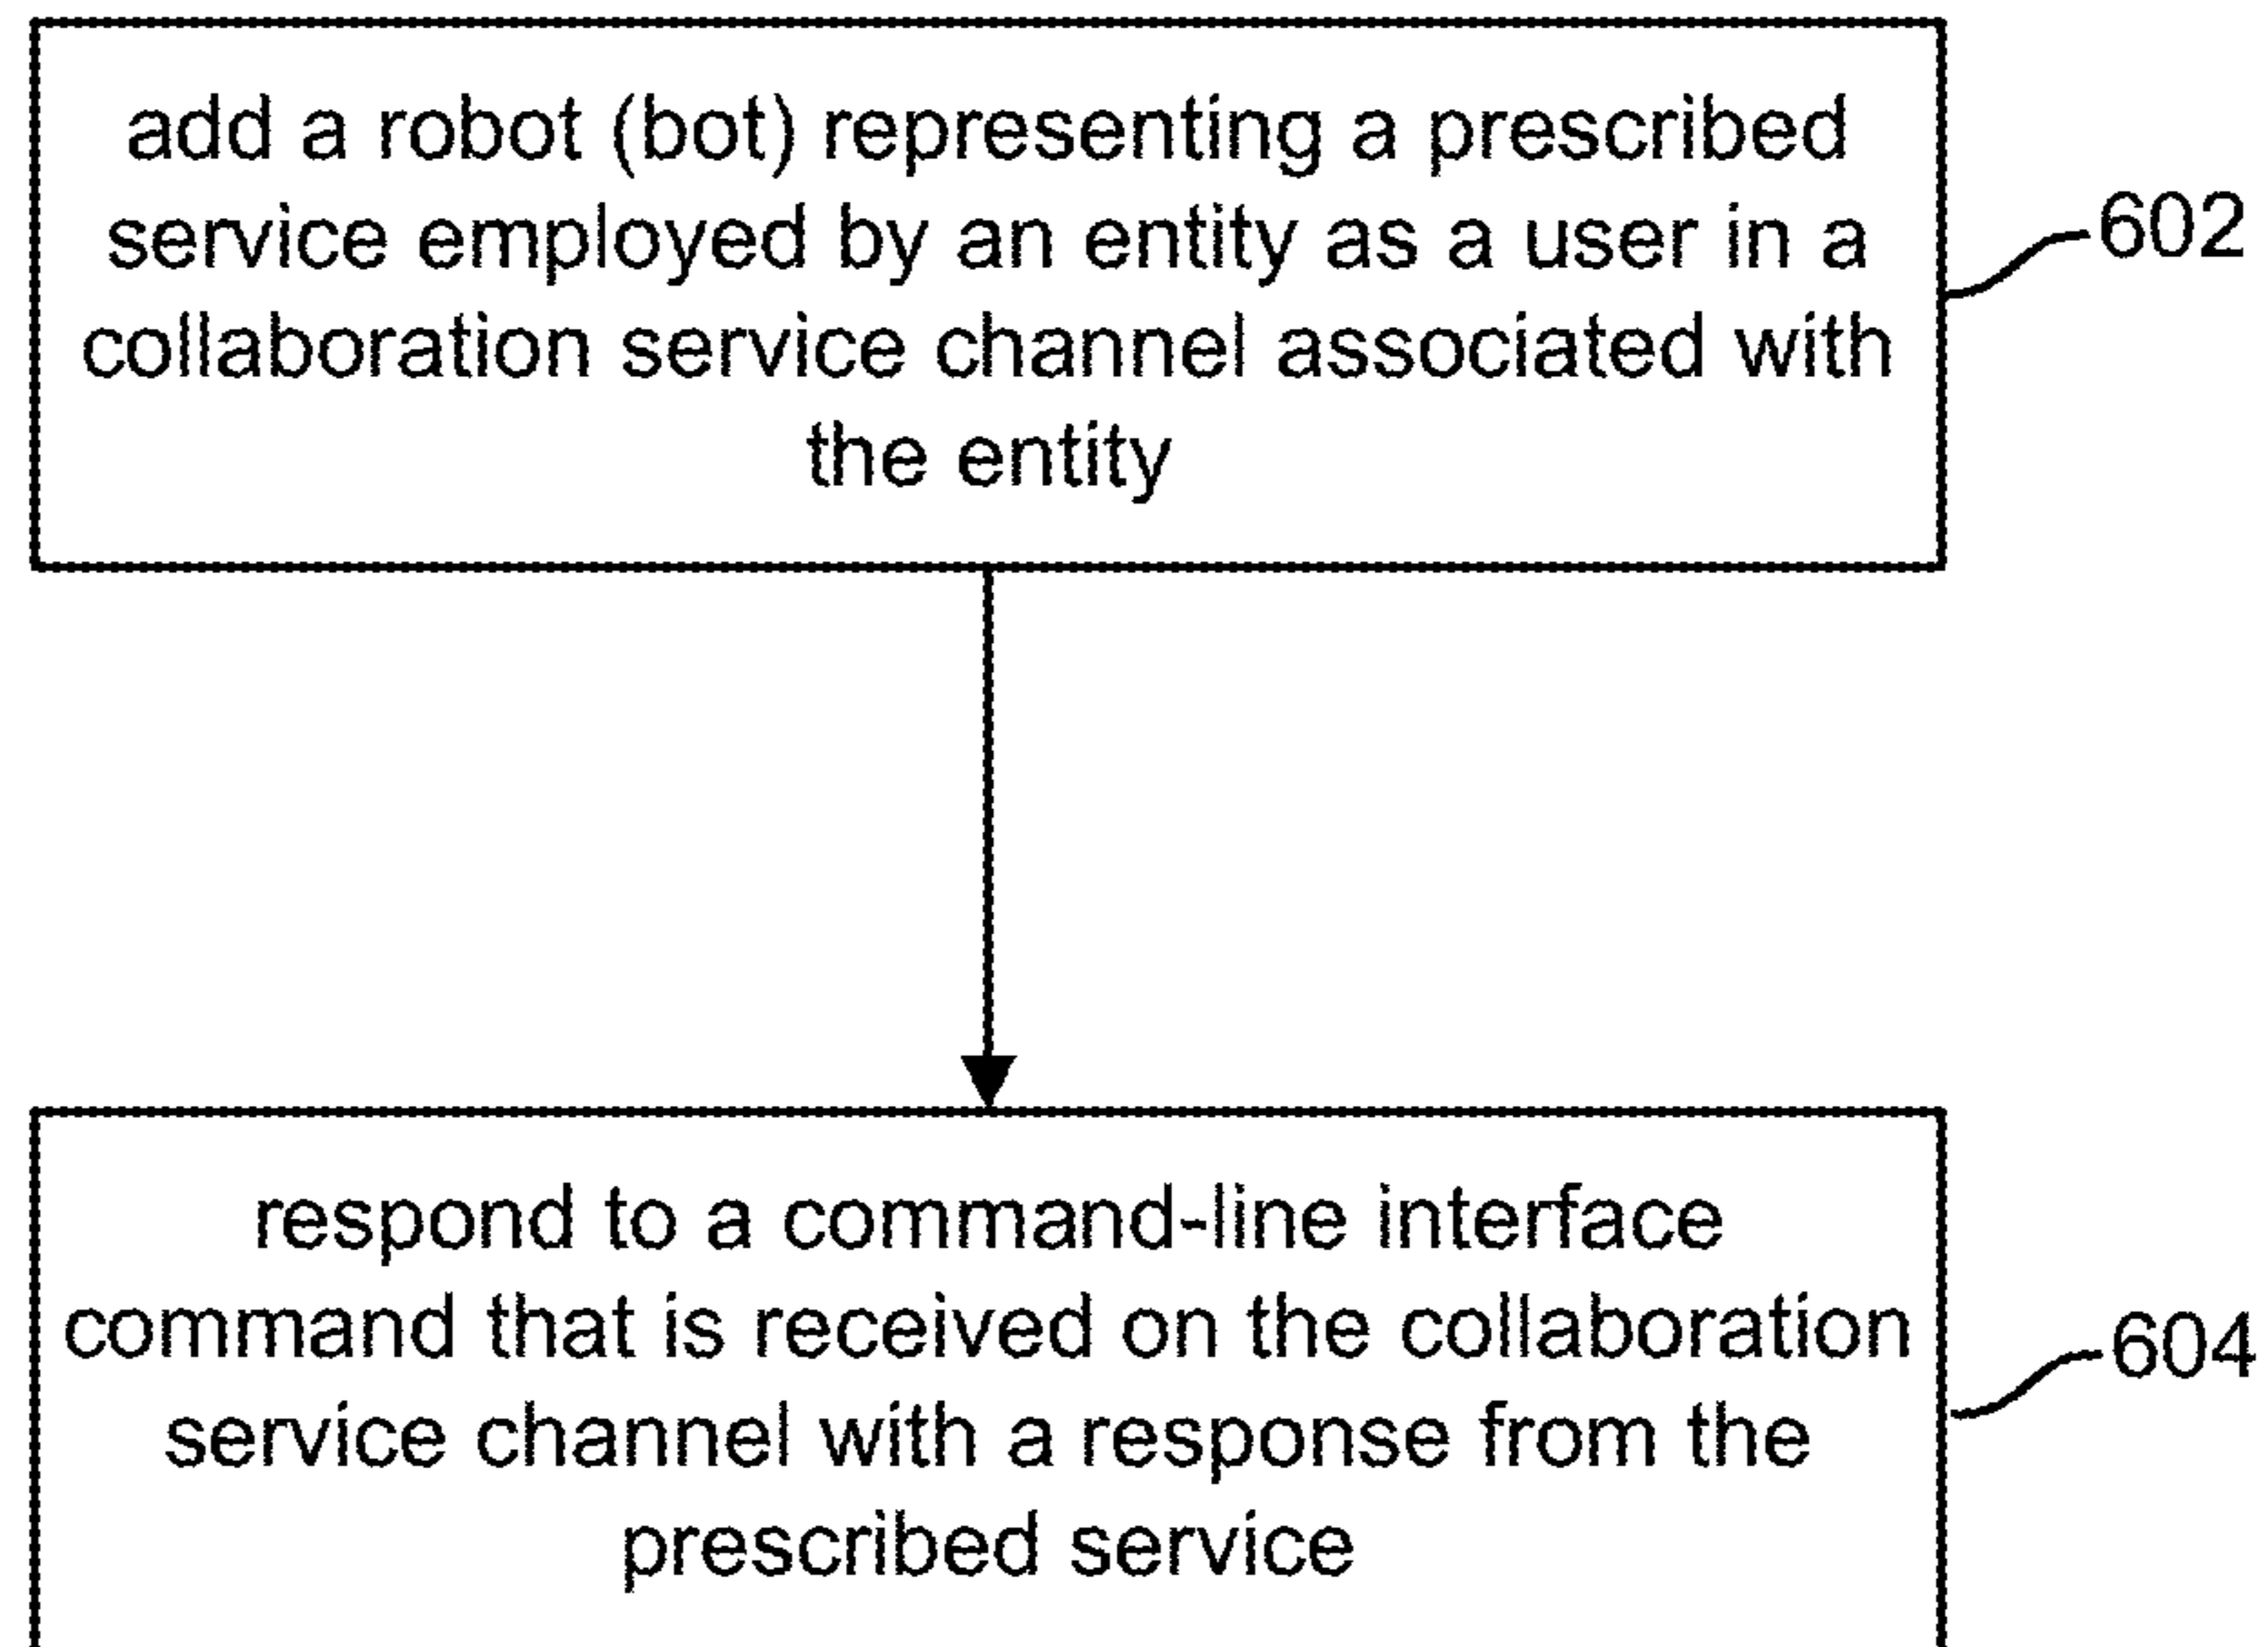 add a robot (bot) representing a prescribed
service employed by an entity as a user in a
collaboration service channel associated with
the entity
602
respond to a command-line interface
command that is received on the collaboration
service channel with a response from the
prescribed service
604